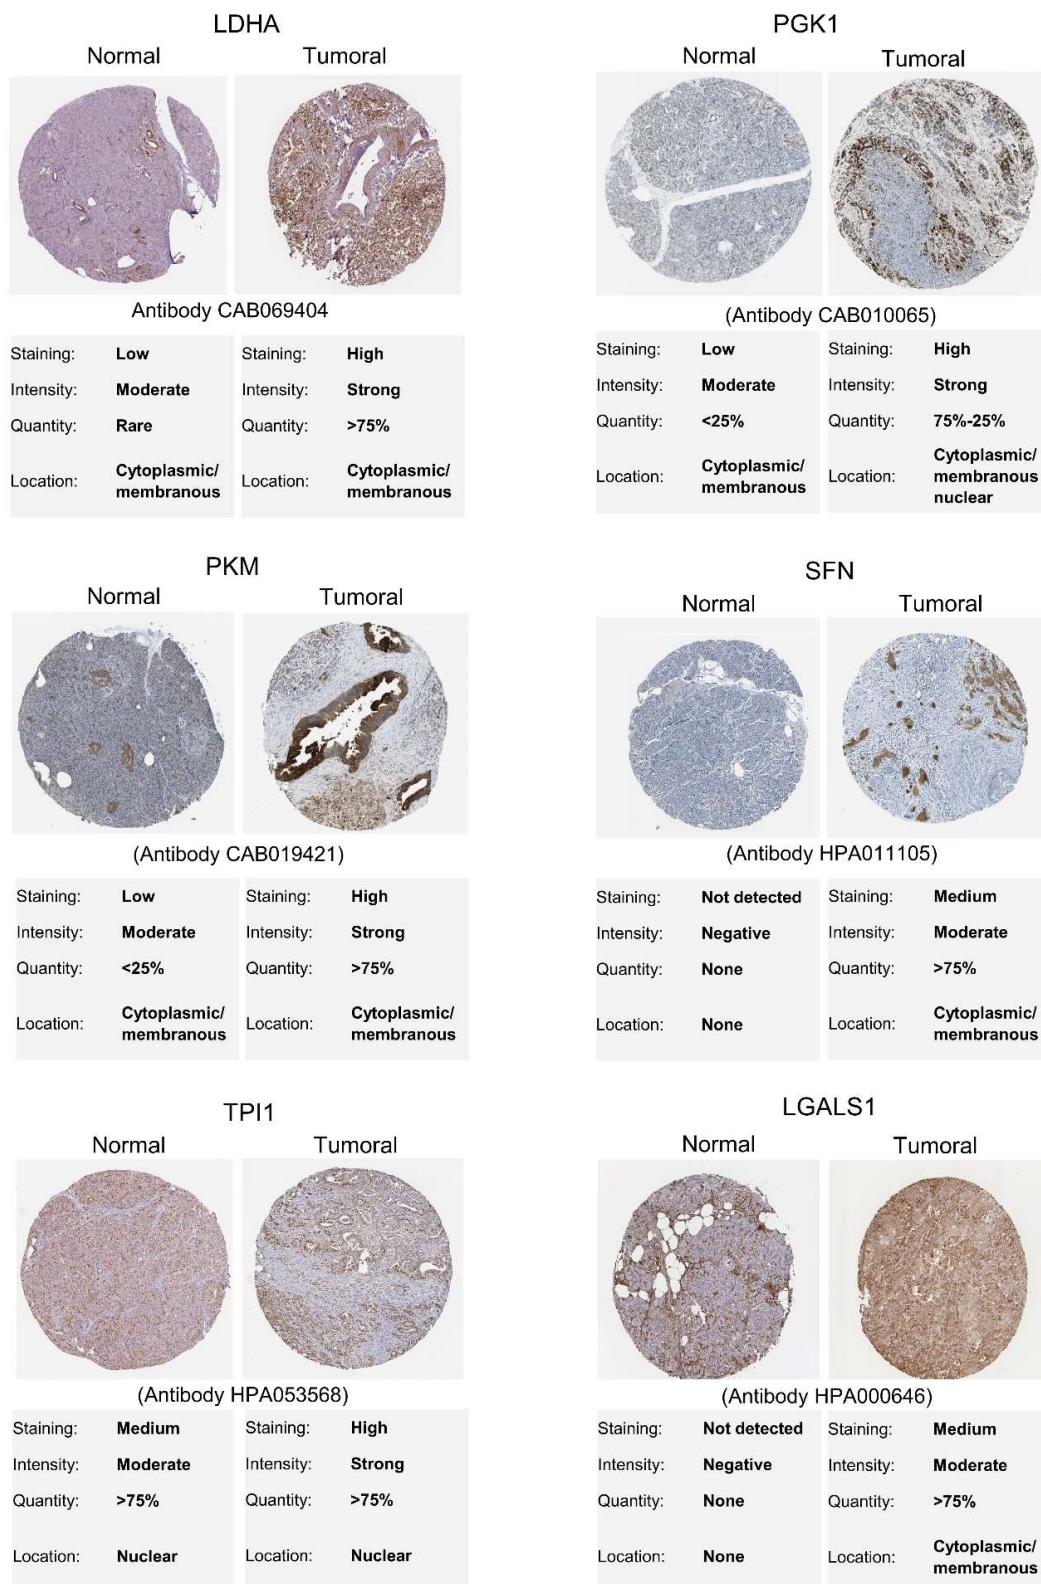 LDHA
Normal Tumoral
Antibody CAB069404
Staining: Low Staining: High
Intensity: Moderate Intensity: Strong
Quantity: Rare Quantity: >75%
Location: Cytoplasmic/ membranous Location: Cytoplasmic/ membranous
PGK1
Normal Tumoral
(Antibody CAB010065)
Staining: Low Staining: High
Intensity: Moderate Intensity: Strong
Quantity: <25% Quantity: 75%-25%
Location: Cytoplasmic/ membranous Location: Cytoplasmic/ membranous nuclear
PKM
Normal Tumoral
(Antibody CAB019421)
Staining: Low Staining: High
Intensity: Moderate Intensity: Strong
Quantity: <25% Quantity: >75%
Location: Cytoplasmic/ membranous Location: Cytoplasmic/ membranous
SFN
Normal Tumoral
(Antibody HPA011105)
Staining: Not detected Staining: Medium
Intensity: Negative Intensity: Moderate
Quantity: None Quantity: >75%
Location: None Location: Cytoplasmic/ membranous
TPI1
Normal Tumoral
(Antibody HPA053568)
Staining: Medium Staining: High
Intensity: Moderate Intensity: Strong
Quantity: >75% Quantity: >75%
Location: Nuclear Location: Nuclear
LGALS1
Normal Tumoral
(Antibody HPA000646)
Staining: Not detected Staining: Medium
Intensity: Negative Intensity: Moderate
Quantity: None Quantity: >75%
Location: None Location: Cytoplasmic/ membranous